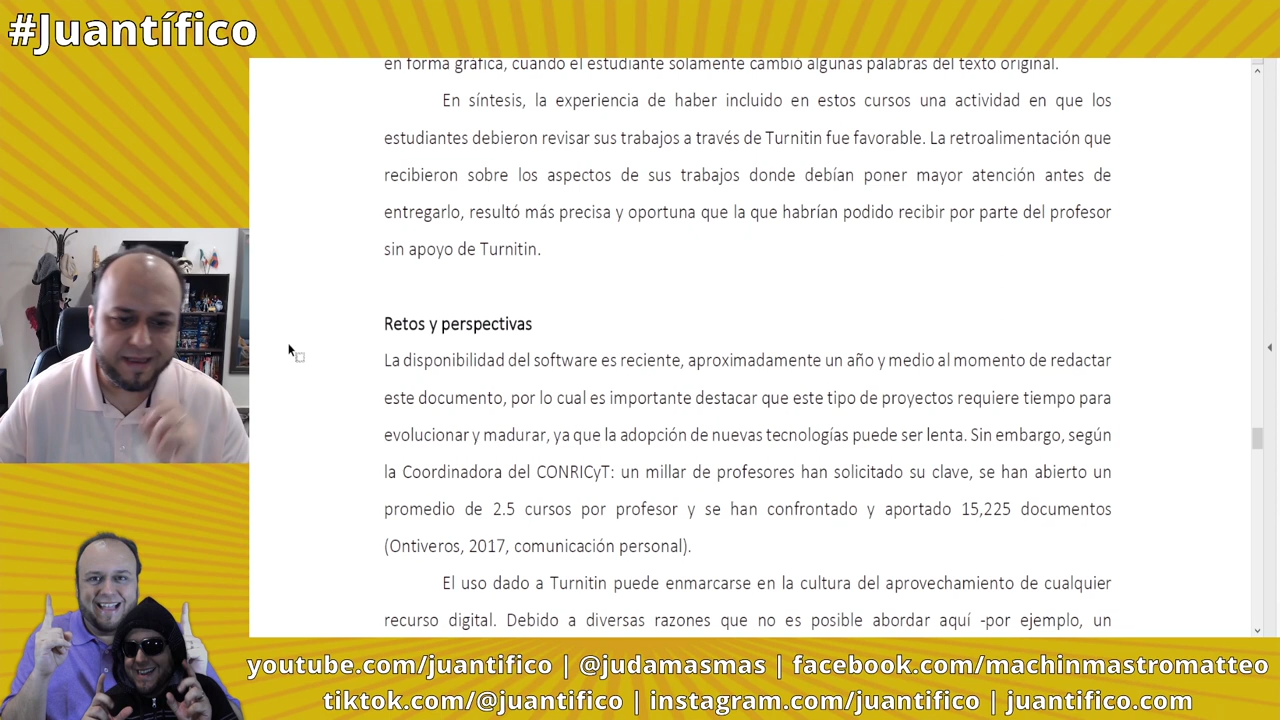 #Juantífico
en forma gráfica, cuando el estudiante solamente cambió algunas palabras del texto original.
En síntesis, la experiencia de haber incluido en estos cursos una actividad en que los
estudiantes debieron revisar sus trabajos a través de Turnitin fue favorable. La retroalimentación que
recibieron sobre los aspectos de sus trabajos donde debían poner mayor atención antes de
entregarlo, resultó más precisa y oportuna que la que habrían podido recibir por parte del profesor
sin apoyo de Turnitin.
Retos y perspectivas
La disponibilidad del software es reciente, aproximadamente un año y medio al momento de redactar
este documento, por lo cual es importante destacar que este tipo de proyectos requiere tiempo para
evolucionar y madurar, ya que la adopción de nuevas tecnologías puede ser lenta. Sin embargo, según
la Coordinadora del CONRICyT: un millar de profesores han solicitado su clave, se han abierto un
promedio de 2.5 cursos por profesor y se han confrontado y aportado 15,225 documentos
(Ontiveros, 2017, comunicación personal).
El uso dado a Turnitin puede enmarcarse en la cultura del aprovechamiento de cualquier
recurso digital. Debido a diversas razones que no es posible abordar aquí -por ejemplo, un
youtube.com/juantifico | @judamasmas | facebook.com/machinmastromatteo
tiktok.com/@juantifico | instagram.com/juantifico | juantifico.com